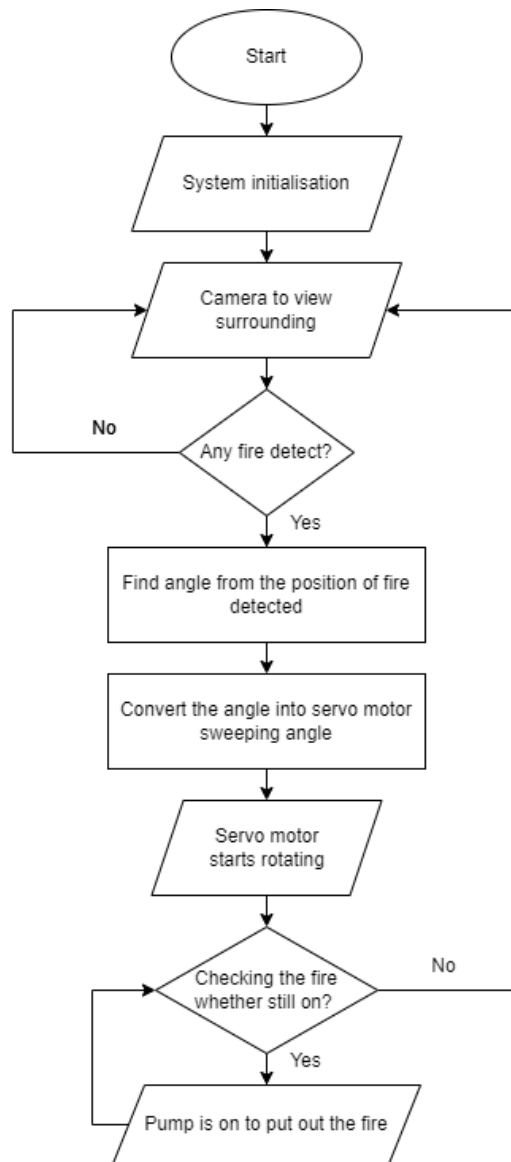 Start
System initialisation
Camera to view
surrounding
No
Any fire detect?
Yes
Find angle from the position of fire
detected
Convert the angle into servo motor
sweeping angle
Servo motor
starts rotating
Checking the fire
whether still on?
No
Yes
Pump is on to put out the fire